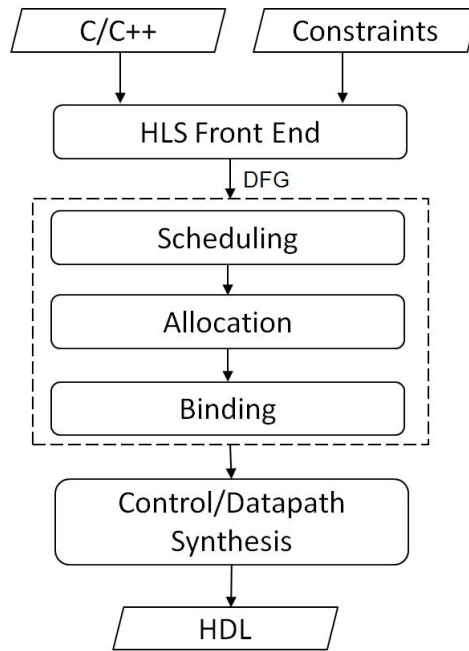 C/C++
Constraints
HLS Front End
DFG
Scheduling
Allocation
Binding
Control/Datapath
Synthesis
HDL